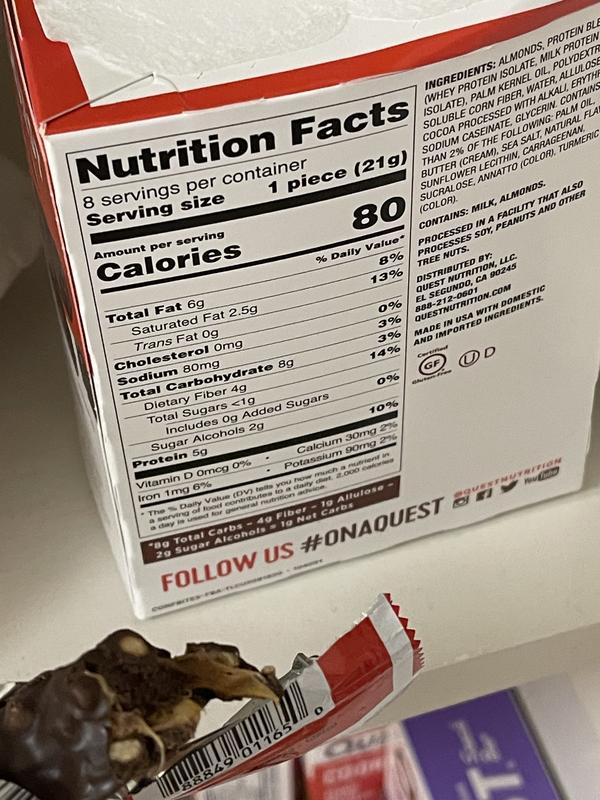 Nutrition Facts
8 servings per container
Serving size 1 piece (21g)
Amount per serving
Calories 80
% Daily Value*
Total Fat 6g 8%
Saturated Fat 2.5g 13%
Trans Fat 0g
Cholesterol 0mg 0%
Sodium 80mg 3%
Total Carbohydrate 8g 3%
Dietary Fiber 4g 14%
Total Sugars <1g
Includes 0g Added Sugars 0%
Sugar Alcohols 2g
Protein 5g 10%
Vitamin D 0mcg 0% • Calcium 30mg 2%
Iron 1mg 6% • Potassium 90mg 2%
* The % Daily Value (DV) tells you how much a nutrient in
a serving of food contributes to a daily diet. 2,000 calories
a day is used for general nutrition advice.
*8g Total Carbs – 4g Fiber – 1g Allulose –
2g Sugar Alcohols = 1g Net Carbs
FOLLOW US #ONAQUEST
@QUESTNUTRITION
YouTube
INGREDIENTS: ALMONDS, PROTEIN
(WHEY PROTEIN ISOLATE, MILK PROTEIN
ISOLATE), PALM KERNEL OIL,
SOLUBLE CORN FIBER, WATER,
COCOA PROCESSED WITH ALKALI,
SODIUM CASEINATE, GLYCERIN. CONTAINS
THAN 2% OF THE FOLLOWING: PALM OIL,
BUTTER (CREAM), SEA SALT, NATURAL
SUNFLOWER LECITHIN, CARRAGEENAN,
SUCRALOSE, ANNATTO (COLOR), TURMERIC
(COLOR).
CONTAINS: MILK, ALMONDS.
PROCESSED IN A FACILITY THAT ALSO
PROCESSES SOY, PEANUTS AND OTHER
TREE NUTS.
DISTRIBUTED BY:
QUEST NUTRITION, LLC.
EL SEGUNDO, CA 90245
888-212-0601
QUESTNUTRITION.COM
MADE IN USA WITH DOMESTIC
AND IMPORTED INGREDIENTS.
Certified
GF
Gluten-Free
U D
88849 01165 0